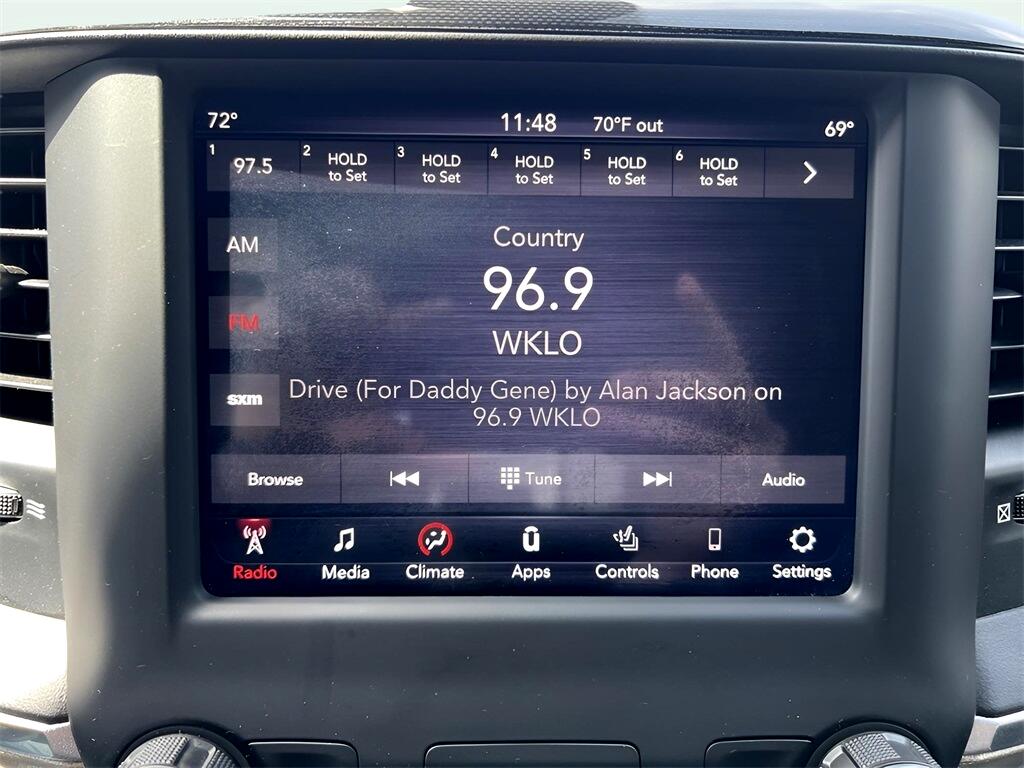 72° 11:48 70°F out 69°
1 97.5 2 HOLD to Set 3 HOLD to Set 4 HOLD to Set 5 HOLD to Set 6 HOLD to Set
AM
Country
96.9
FM
WKLO
sxm
Drive (For Daddy Gene) by Alan Jackson on
96.9 WKLO
Browse Tune Audio
Radio Media Climate Apps Controls Phone Settings